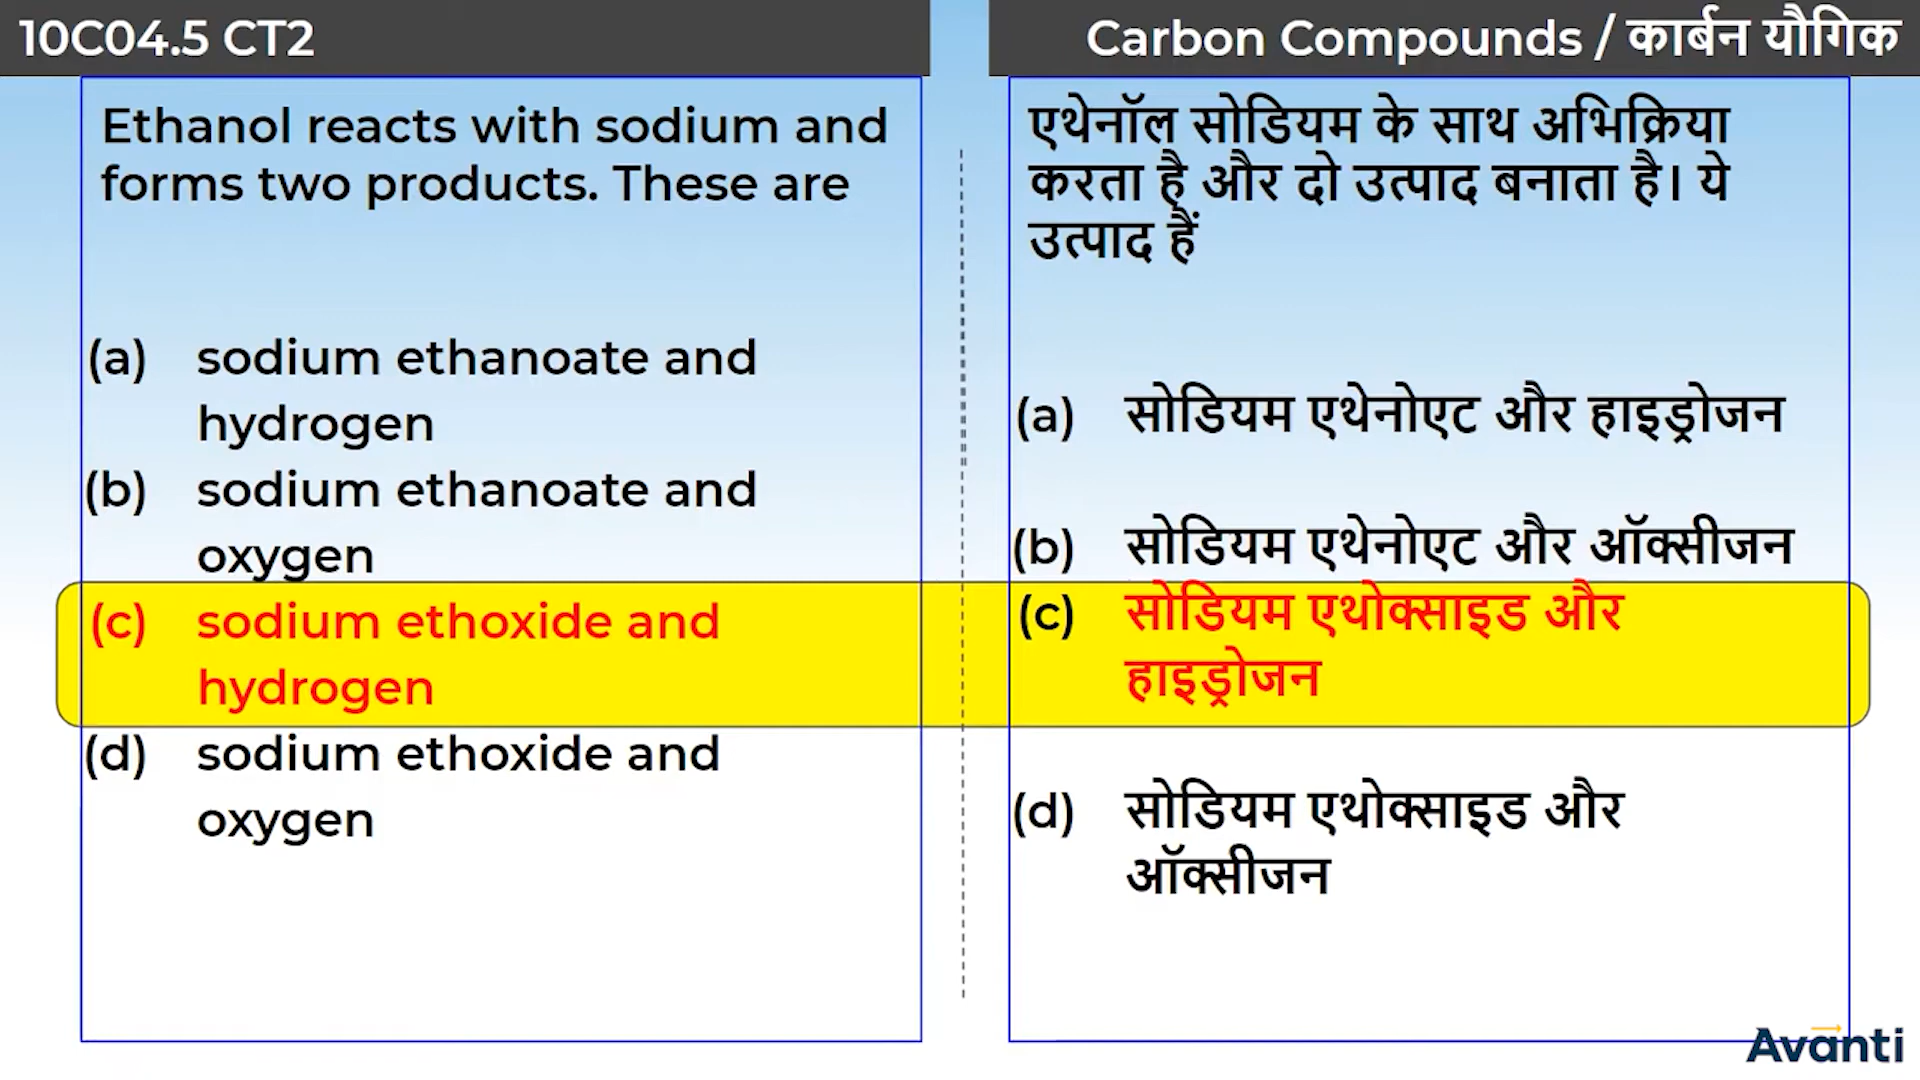 10C04.5 CT2
Carbon Compounds / कार्बन यौगिक
Ethanol reacts with sodium and
forms two products. These are
(a) sodium ethanoate and
hydrogen
(b) sodium ethanoate and
oxygen
(c) sodium ethoxide and
hydrogen
(d) sodium ethoxide and
oxygen
एथेनॉल सोडियम के साथ अभिक्रिया
करता है और दो उत्पाद बनाता है। ये
उत्पाद हैं
(a) सोडियम एथेनोएट और हाइड्रोजन
(b) सोडियम एथेनोएट और ऑक्सीजन
(c) सोडियम एथोक्साइड और
हाइड्रोजन
(d) सोडियम एथोक्साइड और
ऑक्सीजन
Avanti